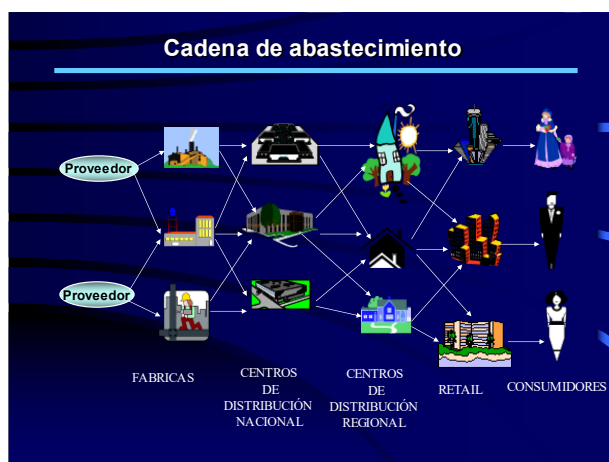 Cadena de abastecimiento
Proveedor
Proveedor
FABRICAS
CENTROS
DE
DISTRIBUCIÓN
NACIONAL
CENTROS
DE
DISTRIBUCIÓN
REGIONAL
RETAIL
CONSUMIDORES